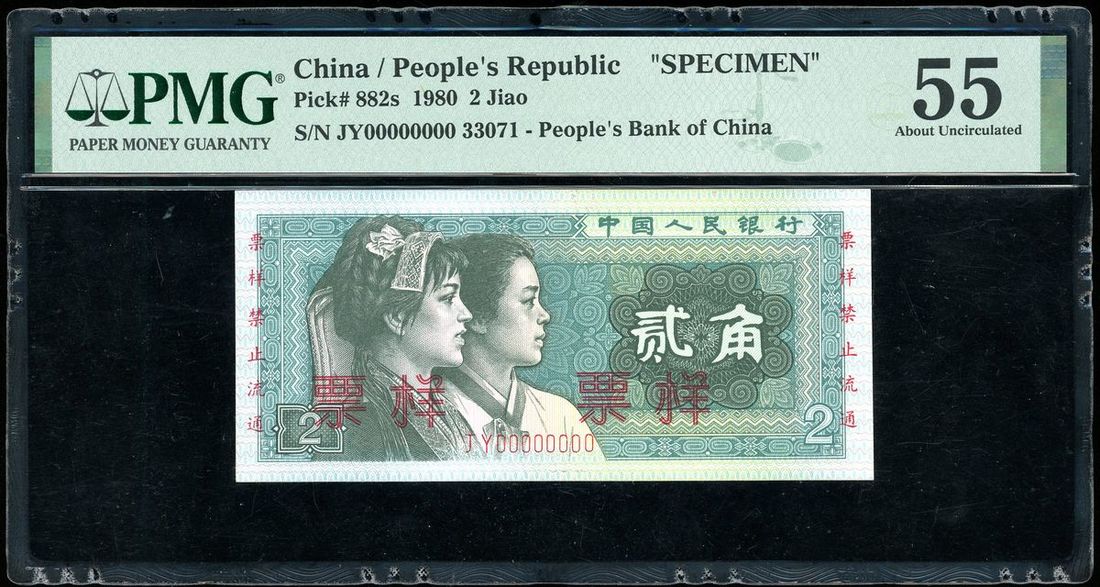 PMG®
PAPER MONEY GUARANTY
China / People's Republic "SPECIMEN"
Pick# 882s 1980 2 Jiao
S/N JY00000000 33071 - People's Bank of China
55
About Uncirculated
中国人民银行
票样禁止流通
贰角
票样禁止流通
票样
票样
2
JY00000000
2